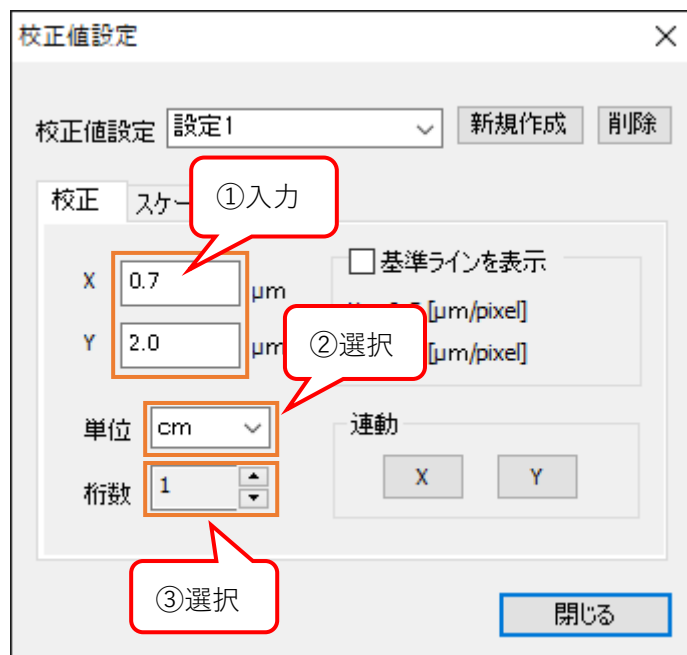 校正値設定
校正値設定 設定1 新規作成 削除
校正 スケー
①入力
X 0.7 μm
基準ラインを表示
[μm/pixel]
Y 2.0 μm
②選択
[μm/pixel]
単位 cm
連動
桁数 1
X Y
③選択
閉じる